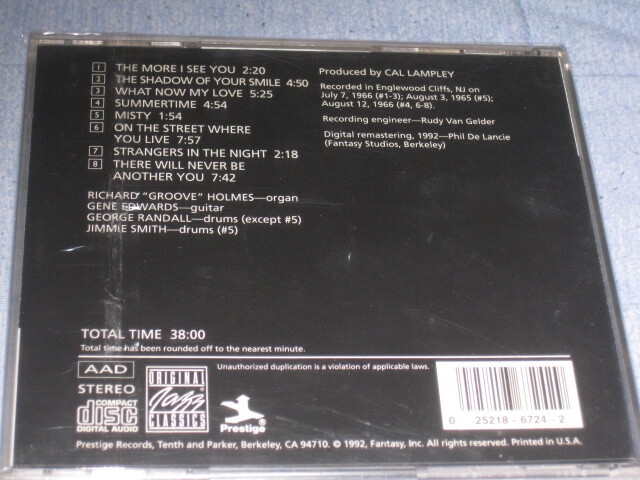 1 THE MORE I SEE YOU 2:20
2 THE SHADOW OF YOUR SMILE 4:50
3 WHAT NOW MY LOVE 5:25
4 SUMMERTIME 4:54
5 MISTY 1:54
6 ON THE STREET WHERE
YOU LIVE 7:57
7 STRANGERS IN THE NIGHT 2:18
8 THERE WILL NEVER BE
ANOTHER YOU 7:42
RICHARD "GROOVE" HOLMES—organ
GENE EDWARDS—guitar
GEORGE RANDALL—drums (except #5)
JIMMIE SMITH—drums (#5)
Produced by CAL LAMPLEY
Recorded in Englewood Cliffs, NJ on
July 7, 1966 (#1-3); August 3, 1965 (#5);
August 12, 1966 (#4, 6-8).
Recording engineer—Rudy Van Gelder
Digital remastering, 1992—Phil De Lancie
(Fantasy Studios, Berkeley)
TOTAL TIME 38:00
Total time has been rounded off to the nearest minute.
AAD
STEREO
COMPACT
disc
DIGITAL AUDIO
ORIGINAL
Jazz
CLASSICS
Prestige
Unauthorized duplication is a violation of applicable laws.
0 25218-6724-2
Prestige Records, Tenth and Parker, Berkeley, CA 94710. © 1992, Fantasy, Inc. All rights reserved. Printed in U.S.A.